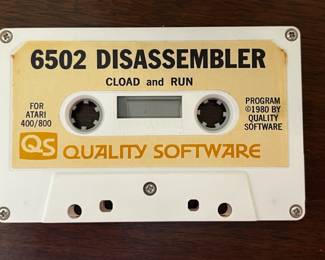 6502 DISASSEMBLER
CLOAD and RUN
FOR
ATARI
400/800
PROGRAM
©1980 BY
QUALITY
SOFTWARE
QS QUALITY SOFTWARE